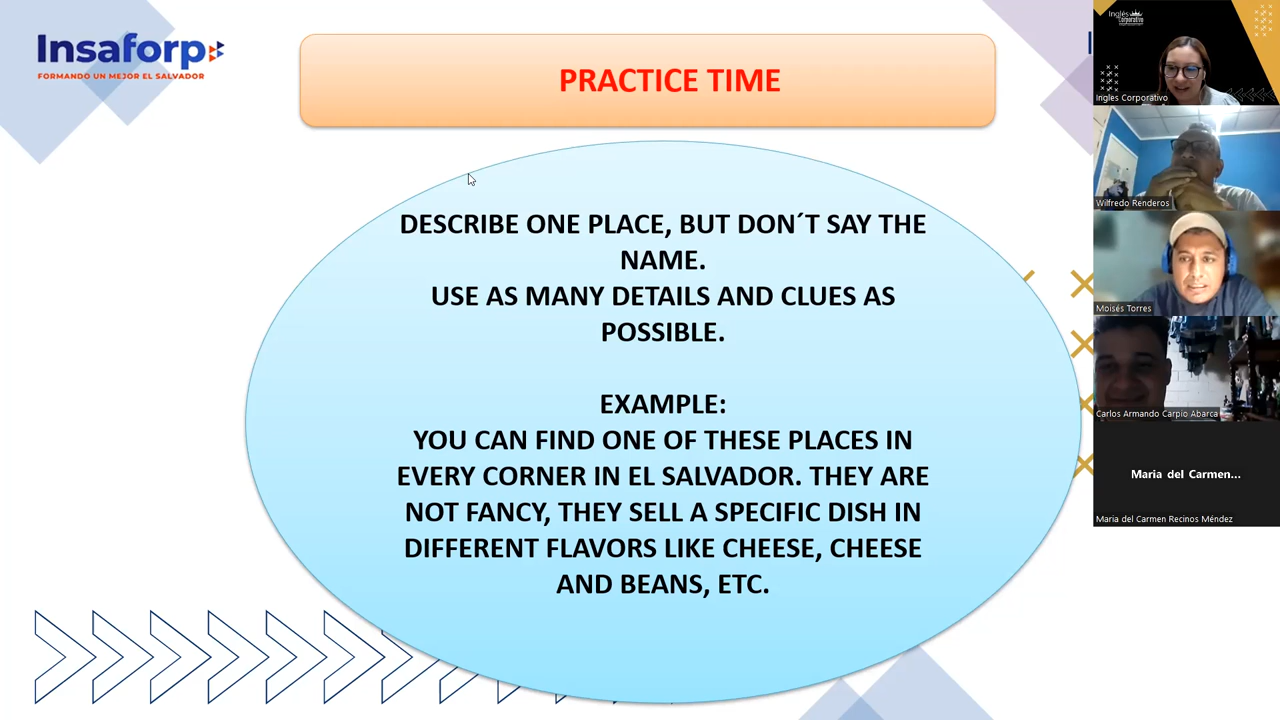 Insaforp
FORMANDO UN MEJOR EL SALVADOR
PRACTICE TIME
DESCRIBE ONE PLACE, BUT DON´T SAY THE
NAME.
USE AS MANY DETAILS AND CLUES AS
POSSIBLE.
EXAMPLE:
YOU CAN FIND ONE OF THESE PLACES IN
EVERY CORNER IN EL SALVADOR. THEY ARE
NOT FANCY, THEY SELL A SPECIFIC DISH IN
DIFFERENT FLAVORS LIKE CHEESE, CHEESE
AND BEANS, ETC.
Inglés
Corporativo
Ingles Corporativo
Wilfredo Renderos
Moisés Torres
Carlos Armando Carpio Abarca
Maria del Carmen...
Maria del Carmen Recinos Méndez